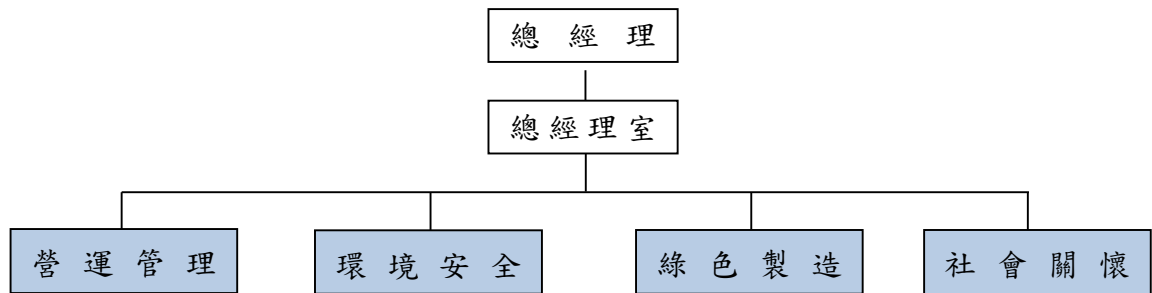 總經理
總經理室
營運管理
環境安全
綠色製造
社會關懷